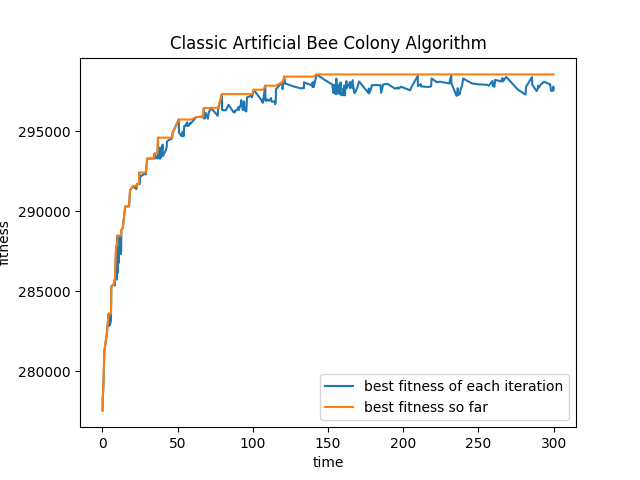 Classic Artificial Bee Colony Algorithm
fitness
295000
290000
285000
280000
best fitness of each iteration
best fitness so far
0
50
100
150
200
250
300
time